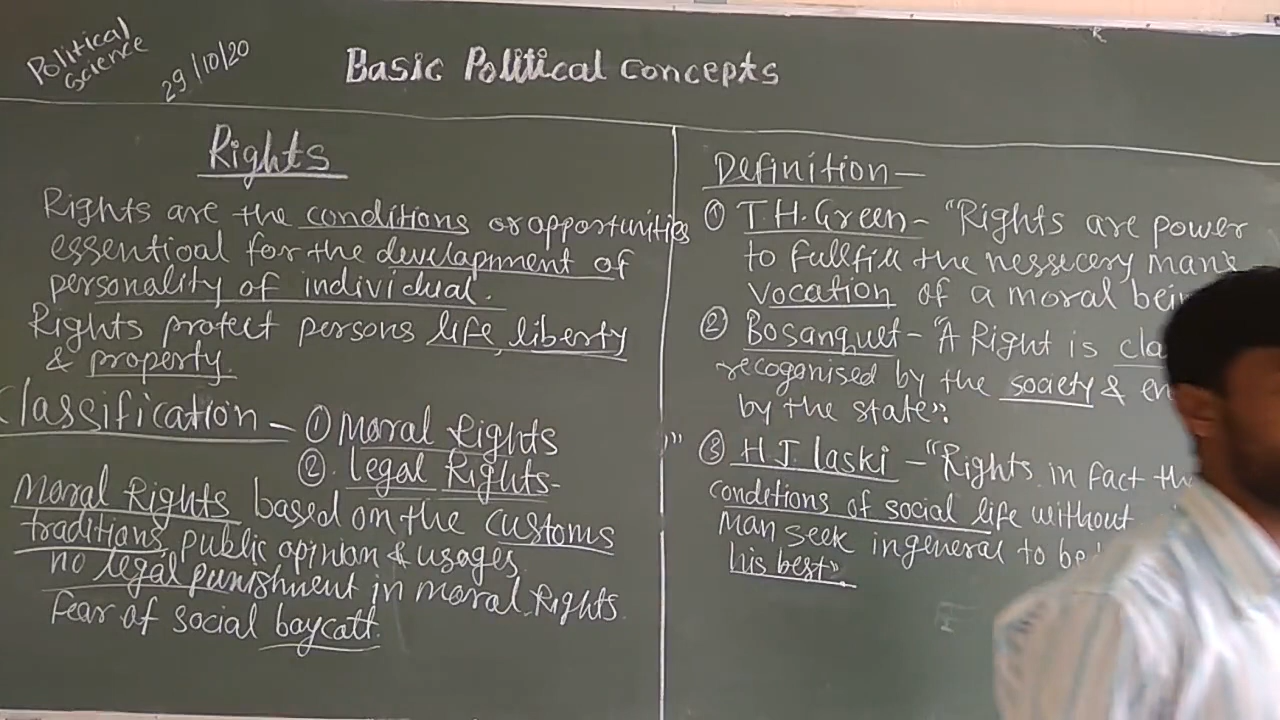 Political
Science
29/10/20
Basic Political Concepts
Rights
Rights are the conditions or opportunities
essentioal for the development of
personality of individual.
Rights protect persons life, liberty
& property.
Classification – ① Moral Rights
② Legal Rights-
Moral Rights based on the customs
traditions, public opinion & usages
no legal punishment in moral Rights.
Fear of social baycatt.
Definition –
① T.H. Green - "Rights are power
to fullfill the nessecery man's
vocation of a moral bein
② Bosanquet - "A Right is cla
recoganised by the society & en
by the state".
③ H.J. Laski – "Rights in fact th
condetions of social life without
Man seek in general to be
his best".